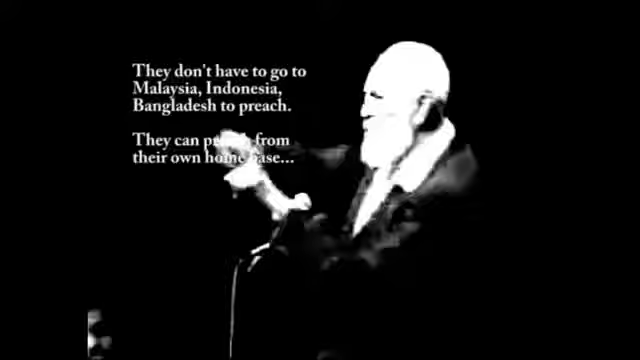 They don't have to go to
Malaysia, Indonesia,
Bangladesh to preach.
They can preach from
their own home base...